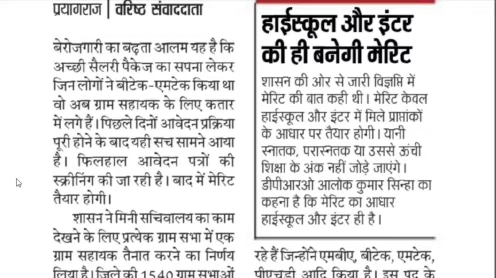 प्रयागराज | वरिष्ठ संवाददाता
बेरोजगारी का बढ़ता आलम यह है कि
अच्छी सैलरी पैकेज का सपना लेकर
जिन लोगों ने बीटेक-एमटेक किया था
वो अब ग्राम सहायक के लिए कतार
में लगे हैं। पिछले दिनों आवेदन प्रक्रिया
पूरी होने के बाद यही सच सामने आया
है। फिलहाल आवेदन पत्रों की
स्क्रीनिंग की जा रही है। बाद में मेरिट
तैयार होगी।
शासन ने मिनी सचिवालय का काम
देखने के लिए प्रत्येक ग्राम सभा में एक
ग्राम सहायक तैनात करने का निर्णय
लिया है। जिले की 1540 ग्राम सभाओं
हाईस्कूल और इंटर
की ही बनेगी मेरिट
शासन की ओर से जारी विज्ञप्ति में
मेरिट की बात कही थी। मेरिट केवल
हाईस्कूल और इंटर में मिले प्राप्तांकों
के आधार पर तैयार होगी। यानी
स्नातक, परास्नातक या उससे ऊंची
शिक्षा के अंक नहीं जोड़े जाएंगे।
डीपीआरओ आलोक कुमार सिन्हा का
कहना है कि मेरिट का आधार
हाईस्कूल और इंटर ही है।
रहे हैं जिन्होंने एमबीए, बीटेक, एमटेक,
पीएचडी आदि किया है। इस पद के